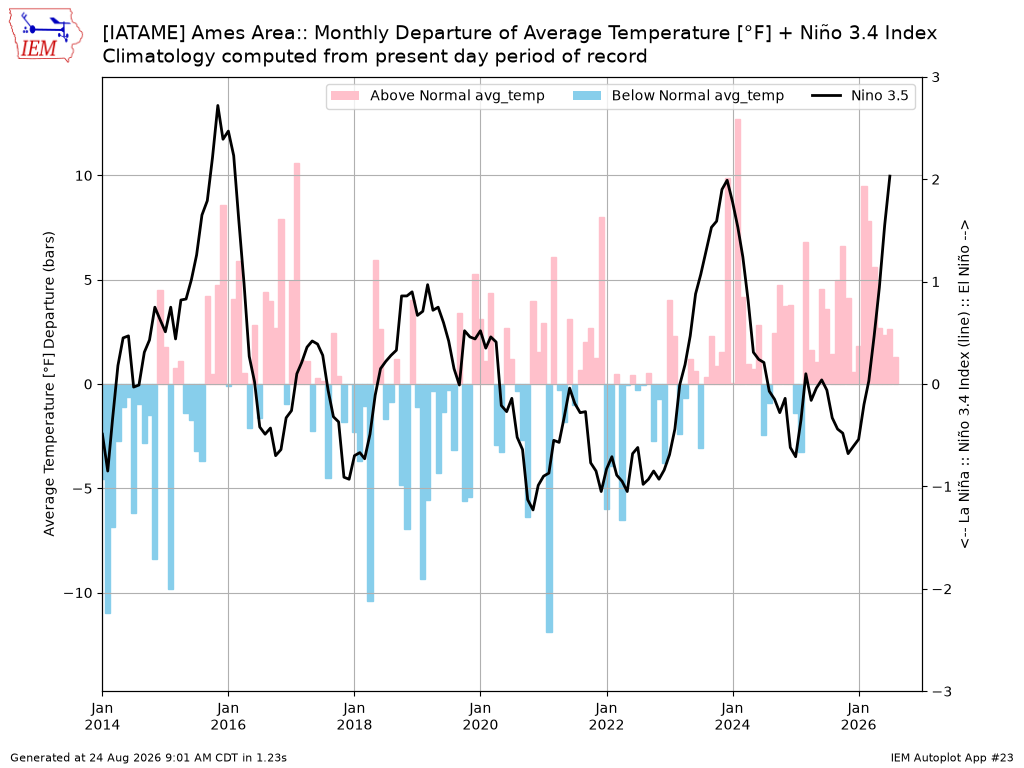 IEM
[IATAME] Ames Area:: Monthly Departure of Average Temperature [°F] + Niño 3.4 Index
Climatology computed from present day period of record
Above Normal avg_temp
Below Normal avg_temp
Nino 3.5
Average Temperature [°F] Departure (bars)
10
5
0
−5
−10
3
2
1
0
−1
−2
−3
<-- La Niña :: Niño 3.4 Index (line) :: El Niño -->
Jan
2014
Jan
2016
Jan
2018
Jan
2020
Jan
2022
Jan
2024
Jan
2026
Generated at 24 Aug 2026 9:01 AM CDT in 1.23s
IEM Autoplot App #23